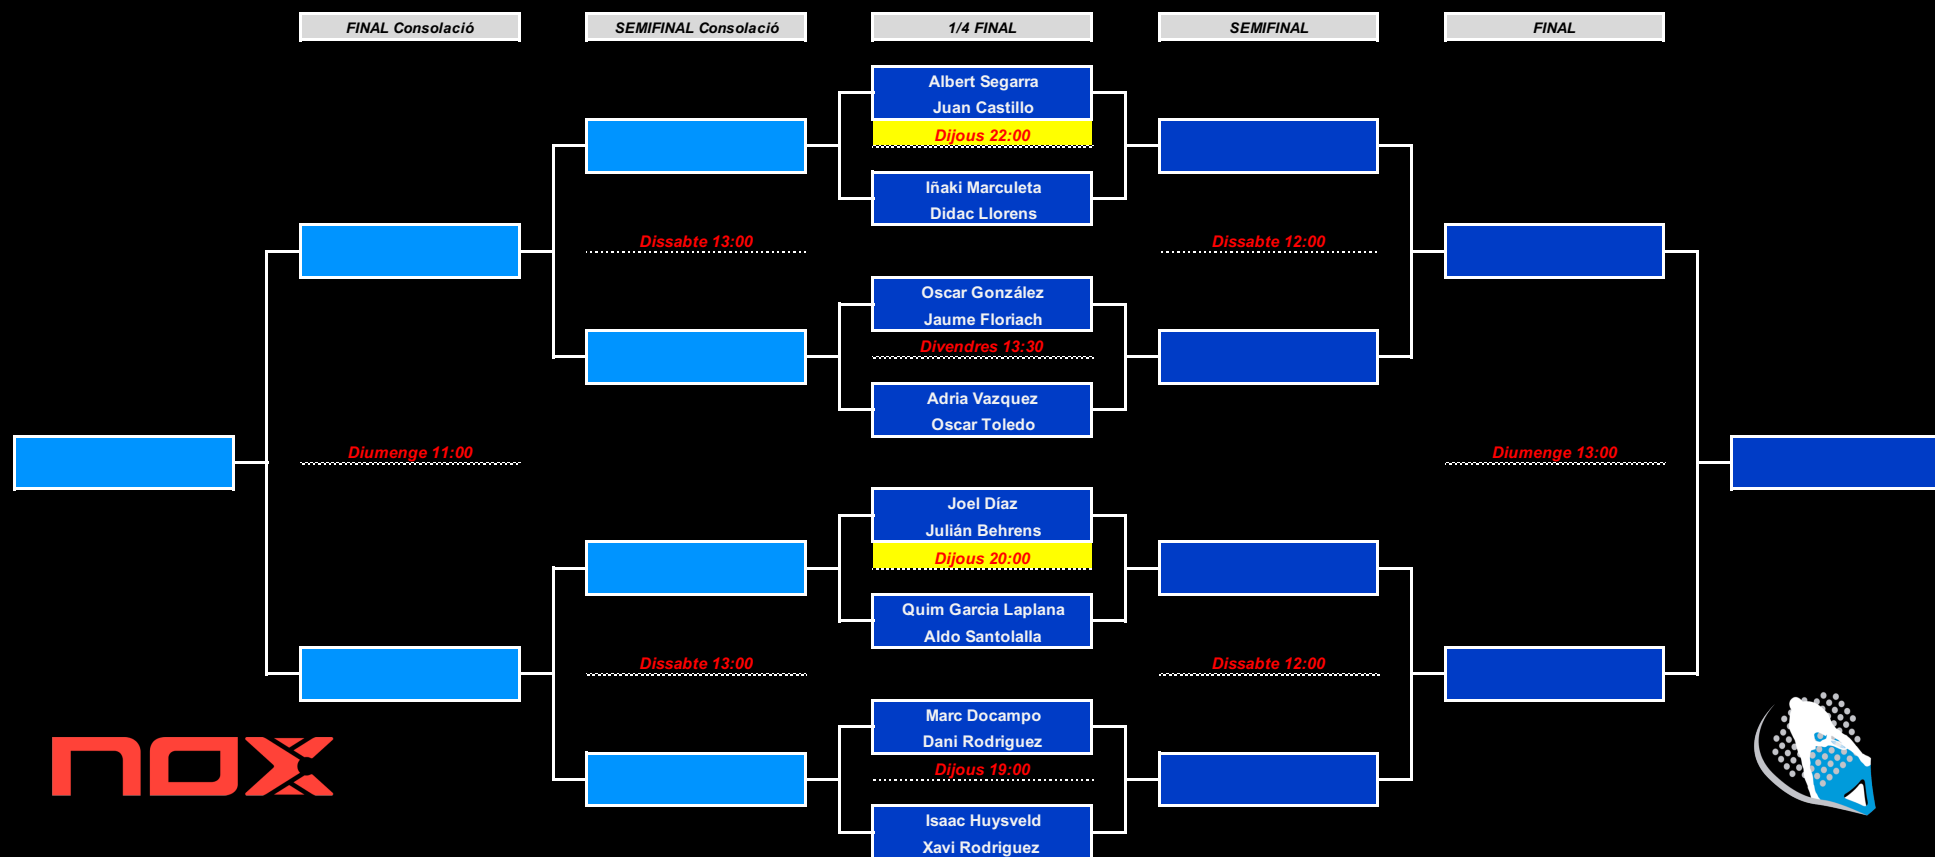 FINAL Consolació
SEMIFINAL Consolació
1/4 FINAL
SEMIFINAL
FINAL
Albert Segarra
Juan Castillo
Dijous 22:00
Iñaki Marculeta
Didac Llorens
Dissabte 13:00
Dissabte 12:00
Oscar González
Jaume Floriach
Divendres 13:30
Adria Vazquez
Oscar Toledo
Diumenge 11:00
Diumenge 13:00
Joel Díaz
Julián Behrens
Dijous 20:00
Quim Garcia Laplana
Aldo Santolalla
Dissabte 13:00
Dissabte 12:00
Marc Docampo
Dani Rodriguez
Dijous 19:00
Isaac Huysveld
Xavi Rodriguez
nox